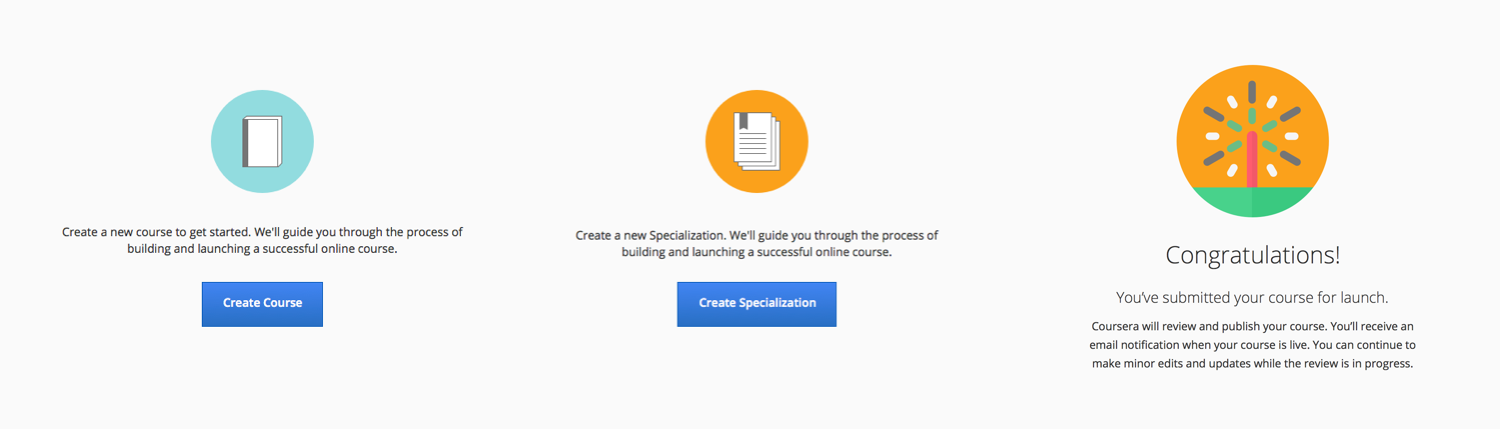 Create a new course to get started. We'll guide you through the process of
building and launching a successful online course.
Create Course
Create a new Specialization. We'll guide you through the process of
building and launching a successful online course.
Create Specialization
Congratulations!
You’ve submitted your course for launch.
Coursera will review and publish your course. You’ll receive an
email notification when your course is live. You can continue to
make minor edits and updates while the review is in progress.